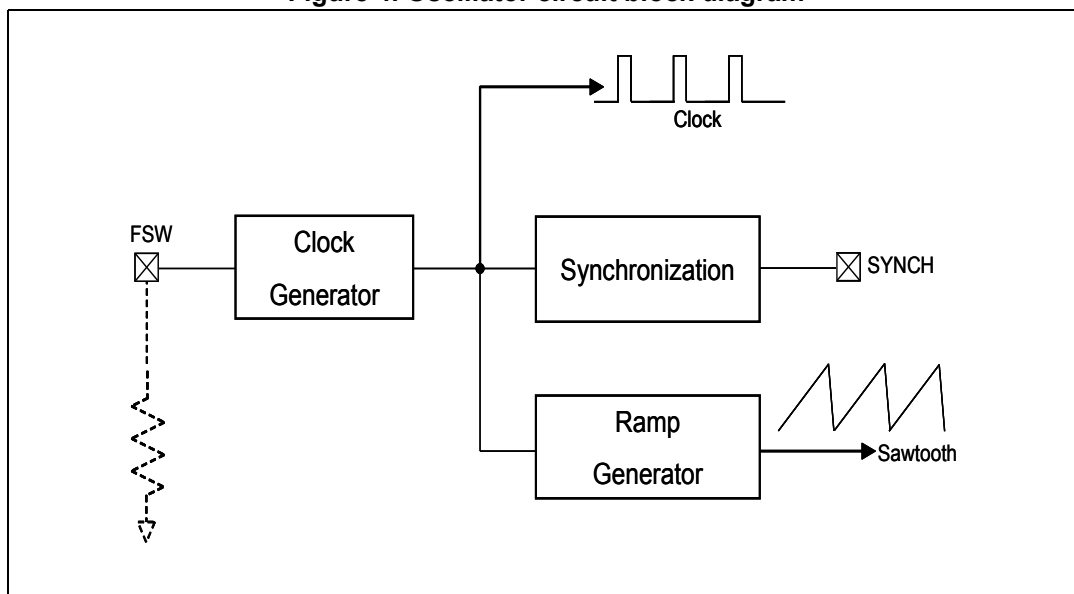 Figure 4. Oscillator circuit block diagram
Clock
FSW
Clock
Generator
Synchronization
SYNCH
Ramp
Generator
Sawtooth